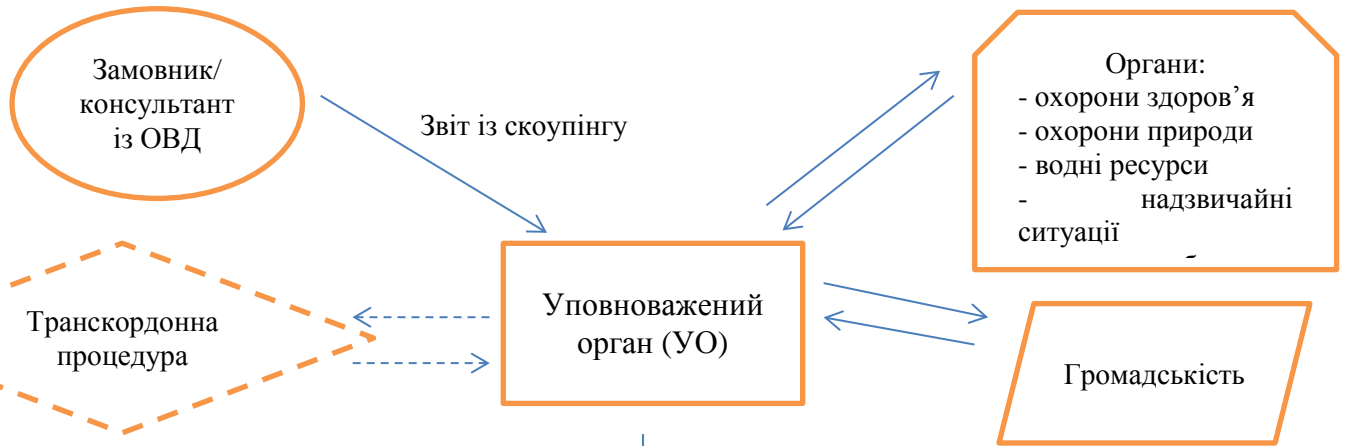 Замовник/
консультант
із ОВД
Звіт із скоупінгу
Органи:
- охорони здоров’я
- охорони природи
- водні ресурси
- надзвичайні
ситуації
Транскордонна
процедура
Уповноважений
орган (УО)
Громадськість